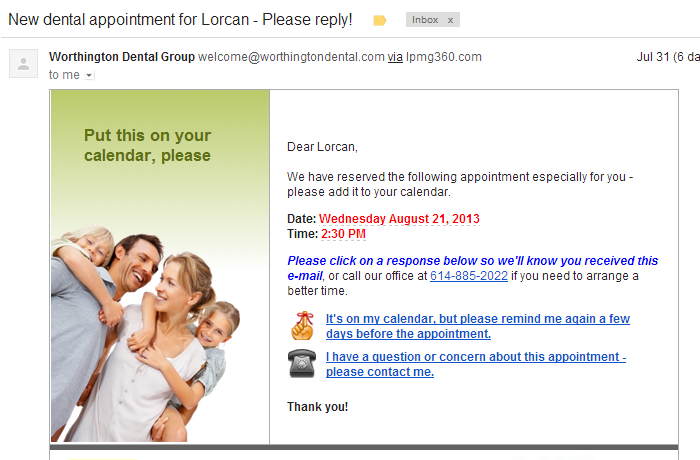 New dental appointment for Lorcan - Please reply!
Inbox x
Worthington Dental Group welcome@worthingtondental.com via lpmg360.com
Jul 31 (6 da
to me
Put this on your
calendar, please
Dear Lorcan,
We have reserved the following appointment especially for you -
please add it to your calendar.
Date: Wednesday August 21, 2013
Time: 2:30 PM
Please click on a response below so we'll know you received this
e-mail, or call our office at 614-885-2022 if you need to arrange a
better time.
It's on my calendar, but please remind me again a few
days before the appointment.
I have a question or concern about this appointment -
please contact me.
Thank you!